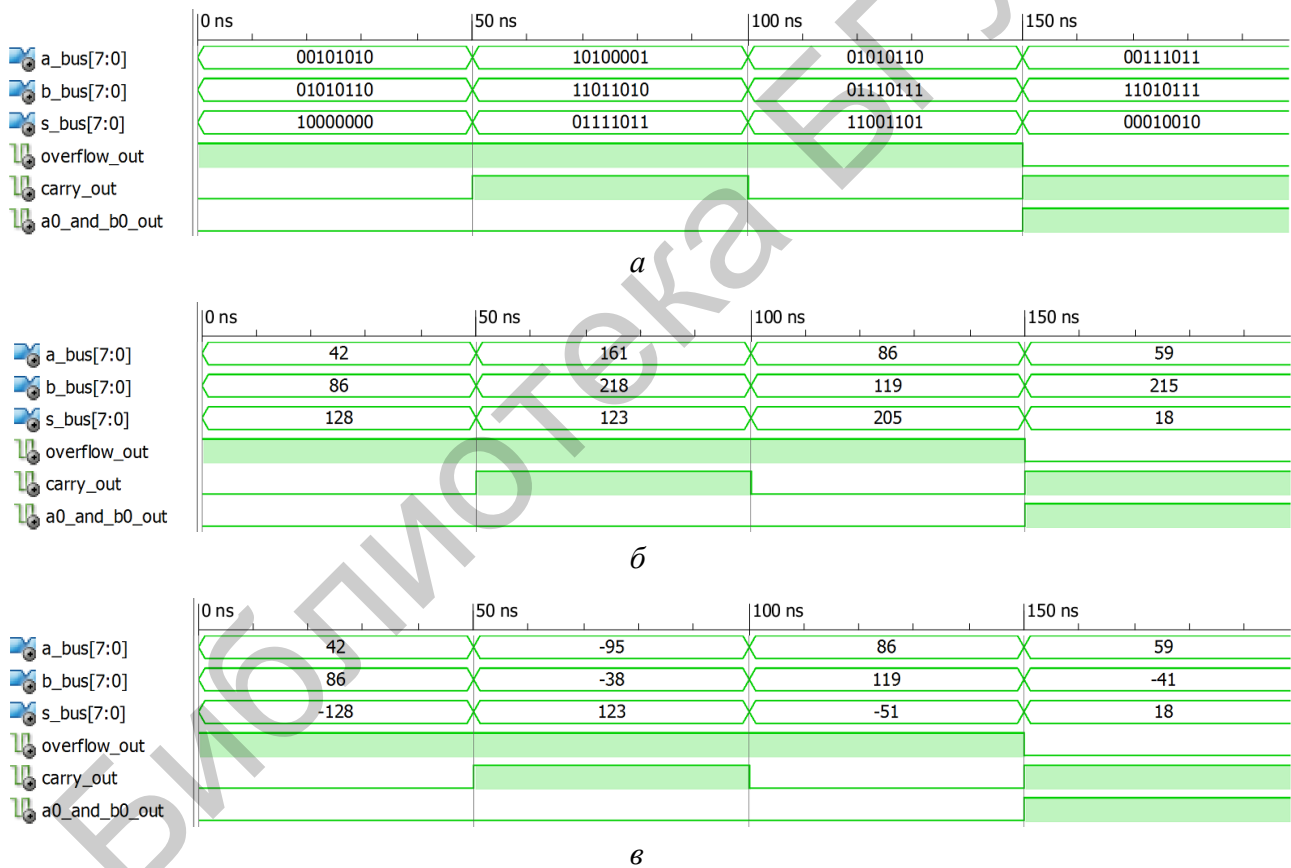 0 ns 50 ns 100 ns 150 ns
a_bus[7:0] 00101010 10100001 01010110 00111011
b_bus[7:0] 01010110 11011010 01110111 11010111
s_bus[7:0] 10000000 01111011 11001101 00010010
overflow_out
carry_out
a0_and_b0_out
а
0 ns 50 ns 100 ns 150 ns
a_bus[7:0] 42 161 86 59
b_bus[7:0] 86 218 119 215
s_bus[7:0] 128 123 205 18
overflow_out
carry_out
a0_and_b0_out
б
0 ns 50 ns 100 ns 150 ns
a_bus[7:0] 42 -95 86 59
b_bus[7:0] 86 -38 119 -41
s_bus[7:0] -128 123 -51 18
overflow_out
carry_out
a0_and_b0_out
в
Библиотека